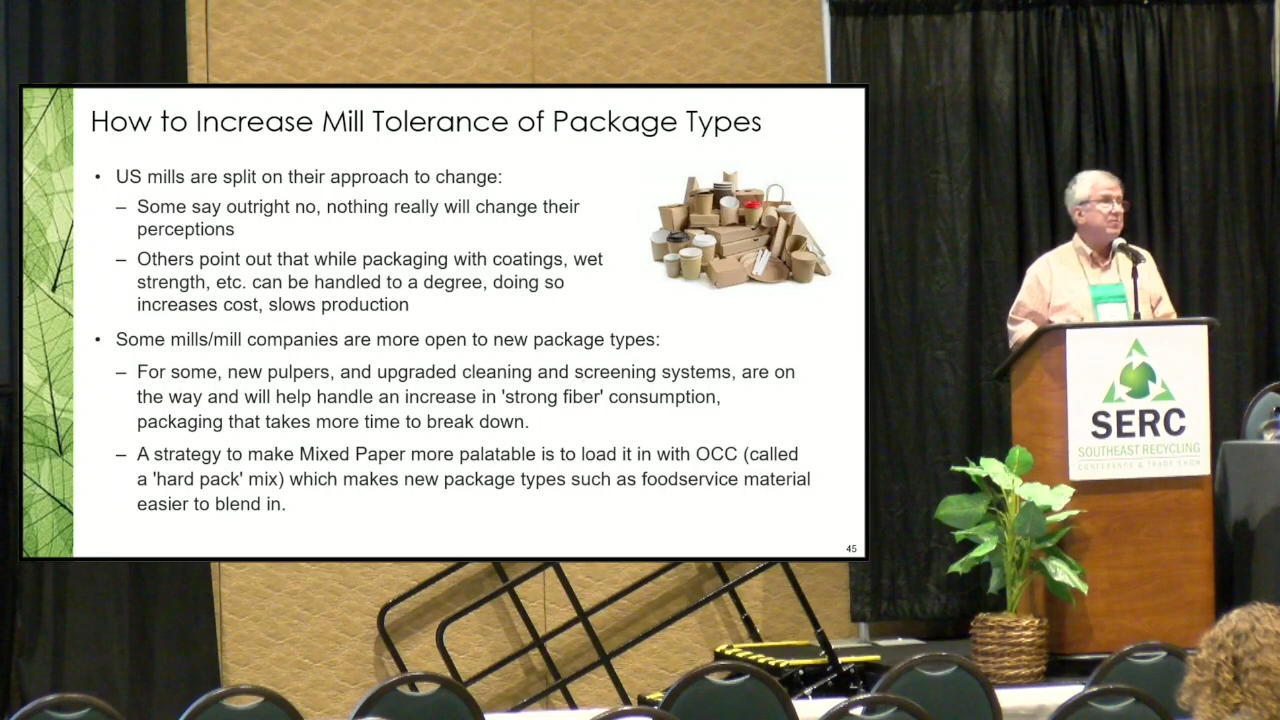 How to Increase Mill Tolerance of Package Types
• US mills are split on their approach to change:
– Some say outright no, nothing really will change their
perceptions
– Others point out that while packaging with coatings, wet
strength, etc. can be handled to a degree, doing so
increases cost, slows production
• Some mills/mill companies are more open to new package types:
– For some, new pulpers, and upgraded cleaning and screening systems, are on
the way and will help handle an increase in 'strong fiber' consumption,
packaging that takes more time to break down.
– A strategy to make Mixed Paper more palatable is to load it in with OCC (called
a 'hard pack' mix) which makes new package types such as foodservice material
easier to blend in.
45
SERC
SOUTHEAST RECYCLING
CONFERENCE & TRADE SHOW